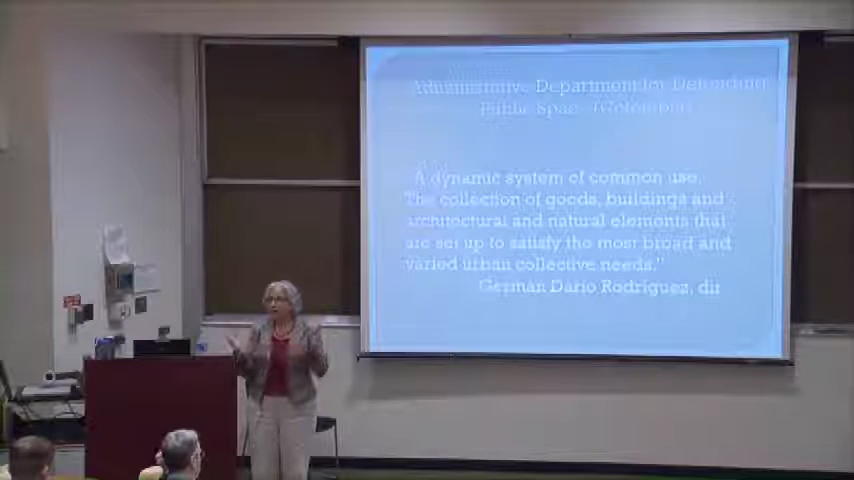 Administrative Department for Defending
Public Space (Colombia)
A dynamic system of common use.
The collection of goods, buildings and
architectural and natural elements that
are set up to satisfy the most broad and
varied urban collective needs."
Germán Dario Rodriguez, dir